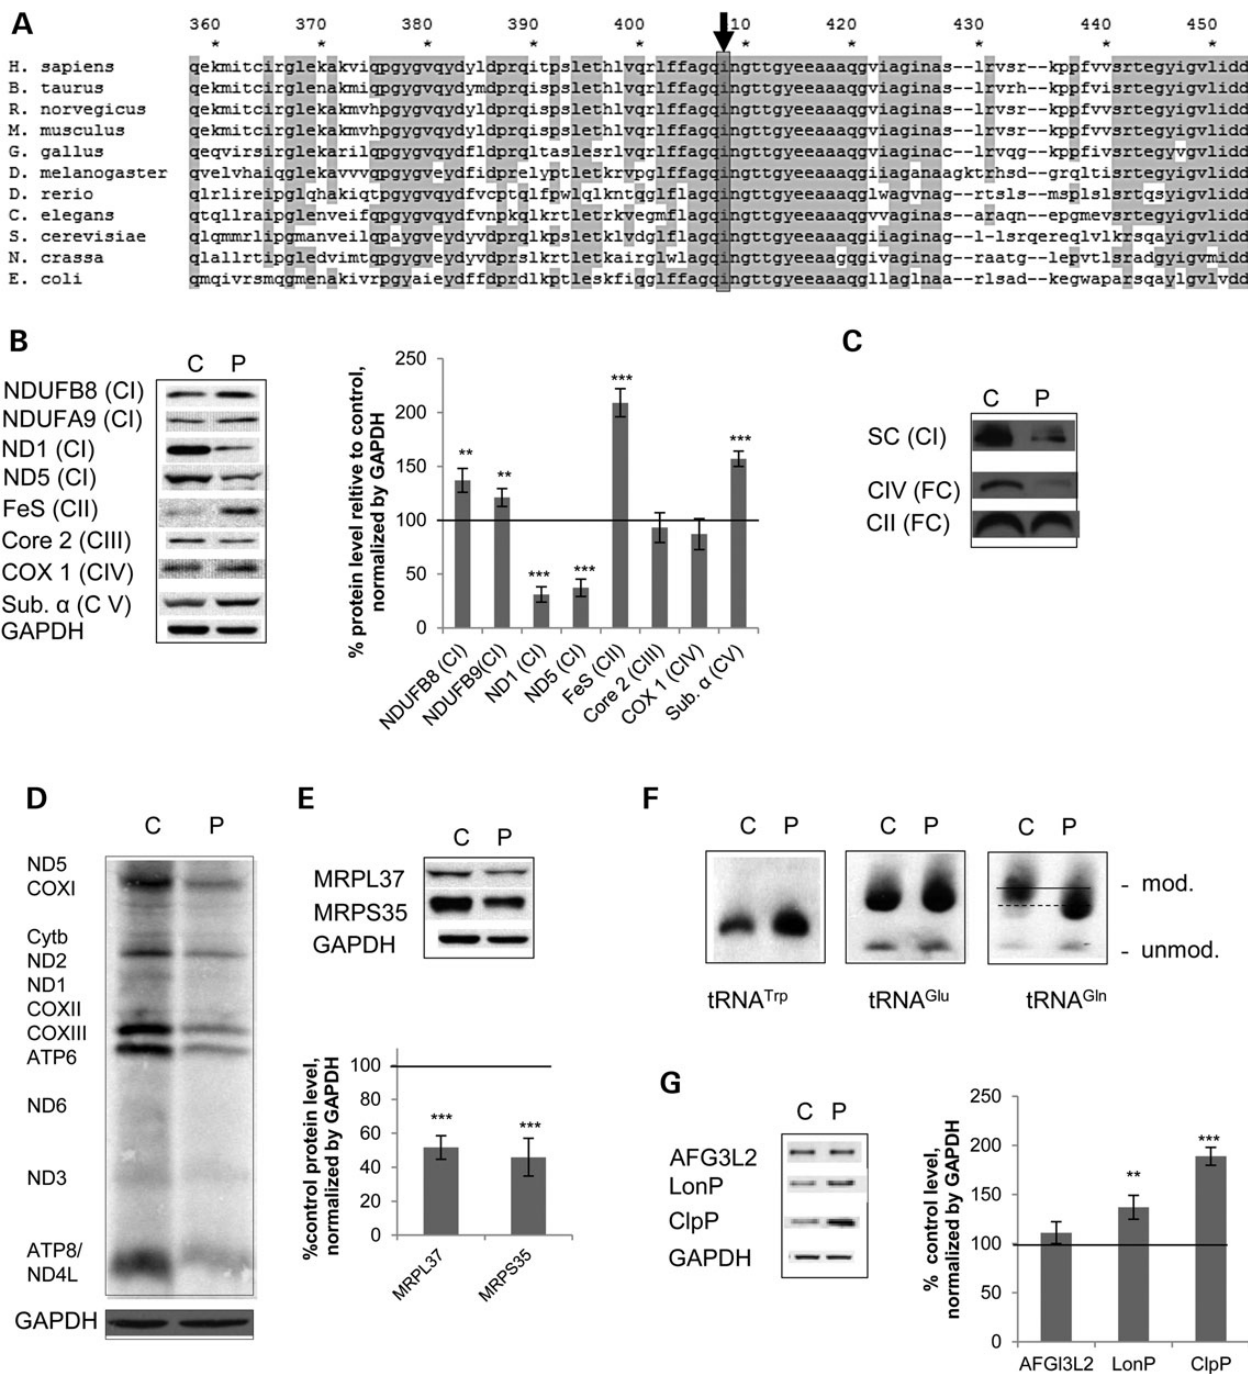 A
360 370 380 390 400 410 420 430 440 450
* * * * * * * * * *
H. sapiens qekmitcirglekakvikqpgygvqydyldprqitpslethlvqrlffagqingttgyeeaaaqgviaginas--lrvsr--kppfvvsrtegyigvlidd
B. taurus qekmitcirglenakmiqpgygvqydymdprqitpslethlvqrlffagqingttgyeeaaaqgviaginas--lrvrh--kppfvisrtegyigvlidd
R. norvegicus qekmitcirglekakmvhpgygvqydyldprqispslethlvqrlffagqingttgyeeaaaqgviaginas--lrvsr--kppfvvsrtegyigvlidd
M. musculus qekmitcirglekakmvhpgygvqydyldprqispslethlvqrlffagqingttgyeeaaaqgviaginas--lrvsr--kppfvvsrtegyigvlidd
G. gallus qeqvirsirglekarilqpgygvqydfldprqltaslesrlvqrlffagqingttgyeeaaaqgviaginac--lrvqg--kppfivsrtegyvgvlidd
D. melanogaster qvelvhaiqglekavvvqpgygveydfidprelyptletkrvpglffagqingttgyeeaaaqgiiaganaagktrhsd--grqltisrtegyigvlidd
D. rerio qlrlireipglqhakiqtpgygvqydfvcptqlfpwlqlkntqglflagqingttgyeeaaaqglwagvnag--rtsls--msplslsrtqsyigvlidd
C. elegans qtqllraipglenveifqpgygvqydfvnpkqlkrtletrkvegmflagqingttgyeeaaaqgvvaginas--araqn--epgmevsrtegyigvlidd
S. cerevisiae qlqmmrlipgmanveilqpaygveydyvdprqlkpsletklvdglflagqingttgyeeaaaqgiiaginag--l-lsrqereqlvlkrsqayigvlidd
N. crassa qlallrtipgledvimtqpgygveydyvdprslkrtletkairglwlagqingttgyeeaagqgivaginag--raatg--lepvtlsradgyigvmidd
E. coli qmqivrsmqgmenakivrpgyaieydffdprdlkptleskfiqglffagqingttgyeeaaaqgllaglnaa--rlsad--kegwaparsqaylgvlvdd
B
C P
NDUFB8 (CI)
NDUFA9 (CI)
ND1 (CI)
ND5 (CI)
FeS (CII)
Core 2 (CIII)
COX 1 (CIV)
Sub. α (C V)
GAPDH
% protein level reltive to control,
normalized by GAPDH
250
200
150
100
50
0
** ** *** *** *** ***
NDUFB8 (CI)
NDUFB9(CI)
ND1 (CI)
ND5 (CI)
FeS (CII)
Core 2 (CIII)
COX 1 (CIV)
Sub. α (CV)
C
C P
SC (CI)
CIV (FC)
CII (FC)
D
C P
ND5
COXI
Cytb
ND2
ND1
COXII
COXIII
ATP6
ND6
ND3
ATP8/
ND4L
GAPDH
E
C P
MRPL37
MRPS35
GAPDH
%control protein level,
normalized by GAPDH
100
80
60
40
20
0
*** ***
MRPL37
MRPS35
F
C P C P C P
- mod.
- unmod.
tRNATrp tRNAGlu tRNAGln
G
C P
AFG3L2
LonP
ClpP
GAPDH
% control level,
normalized by GAPDH
250
200
150
100
50
0
** ***
AFGl3L2 LonP ClpP